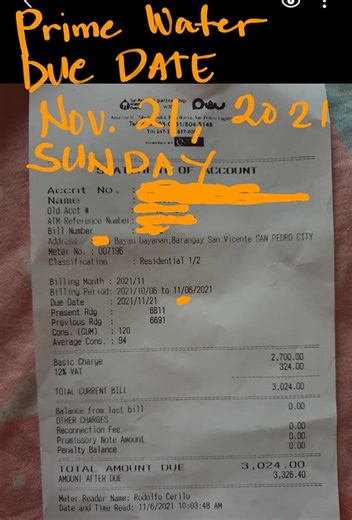 Prime Water
DUE DATE
Nov. 21, 2021
SUNDAY
STATEMENT OF ACCOUNT
Accnt No. :
Name :
Old Acct #
ATM Reference Number:
Bill Number
Address Bayan Bayanan,Barangay San Vicente SAN PEDRO CITY
Meter No. : 007196
Classification : Residential 1/2
Billing Month : 2021/11
Billing Period: 2021/10/06 to 11/06/2021
Due Date : 2021/11/21
Present Rdg : 6811
Previous Rdg : 6691
Cons. (CUM) : 120
Average Cons. : 94
Basic Charge 2,700.00
12% VAT 324.00
TOTAL CURRENT BILL 3,024.00
Balance from last bill 0.00
OTHER CHARGES
Reconnection Fee 0.00
Promissory Note Amount 0.00
Penalty Balance 0.00
TOTAL AMOUNT DUE 3,024.00
AMOUNT AFTER DUE 3,326.40
Meter Reader Name: Rodolfo Cerilo
Date and Time Read: 11/6/2021 10:03:48 AM